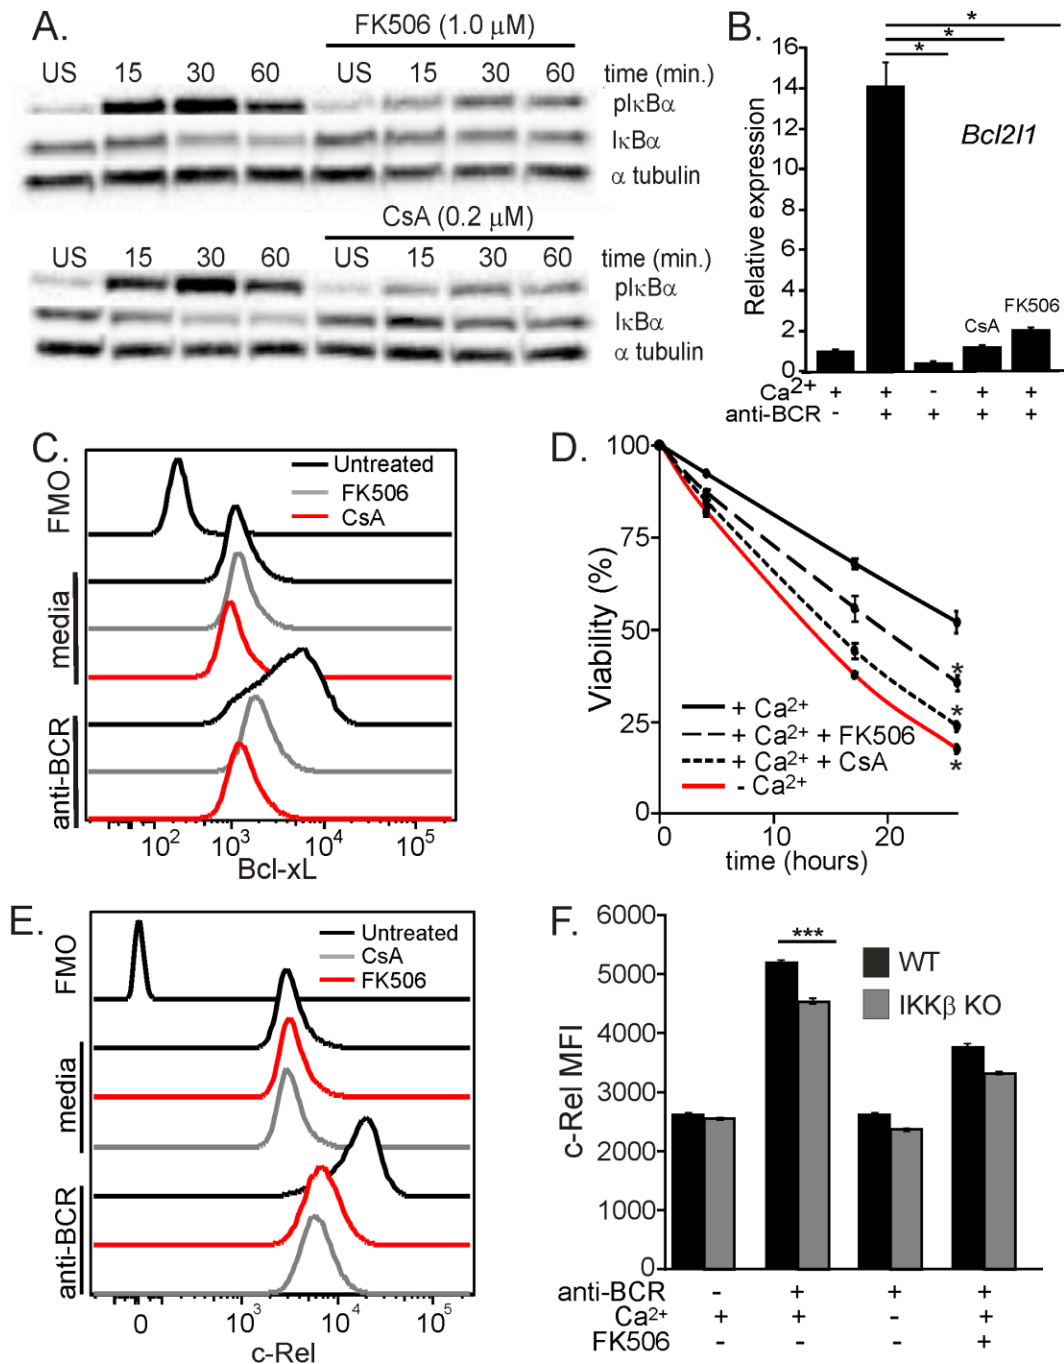 A.
FK506 (1.0 μM)
US 15 30 60 US 15 30 60 time (min.)
pIκBα
IκBα
α tubulin
CsA (0.2 μM)
US 15 30 60 US 15 30 60 time (min.)
pIκBα
IκBα
α tubulin
B.
*
*
*
16
14
12
10
8
6
4
2
0
Relative expression
Bcl2l1
CsA
FK506
Ca²⁺ + + - + +
anti-BCR - + + + +
C.
Untreated
FK506
CsA
FMO
media
anti-BCR
10² 10³ 10⁴ 10⁵
Bcl-xL
D.
100
75
50
25
0
Viability (%)
*
*
*
+ Ca²⁺
+ Ca²⁺ + FK506
+ Ca²⁺ + CsA
- Ca²⁺
0 10 20
time (hours)
E.
Untreated
CsA
FK506
FMO
media
anti-BCR
0 10³ 10⁴ 10⁵
c-Rel
F.
6000
5000
4000
3000
2000
1000
0
c-Rel MFI
***
WT
IKKβ KO
anti-BCR - + + +
Ca²⁺ + + - +
FK506 - - - +